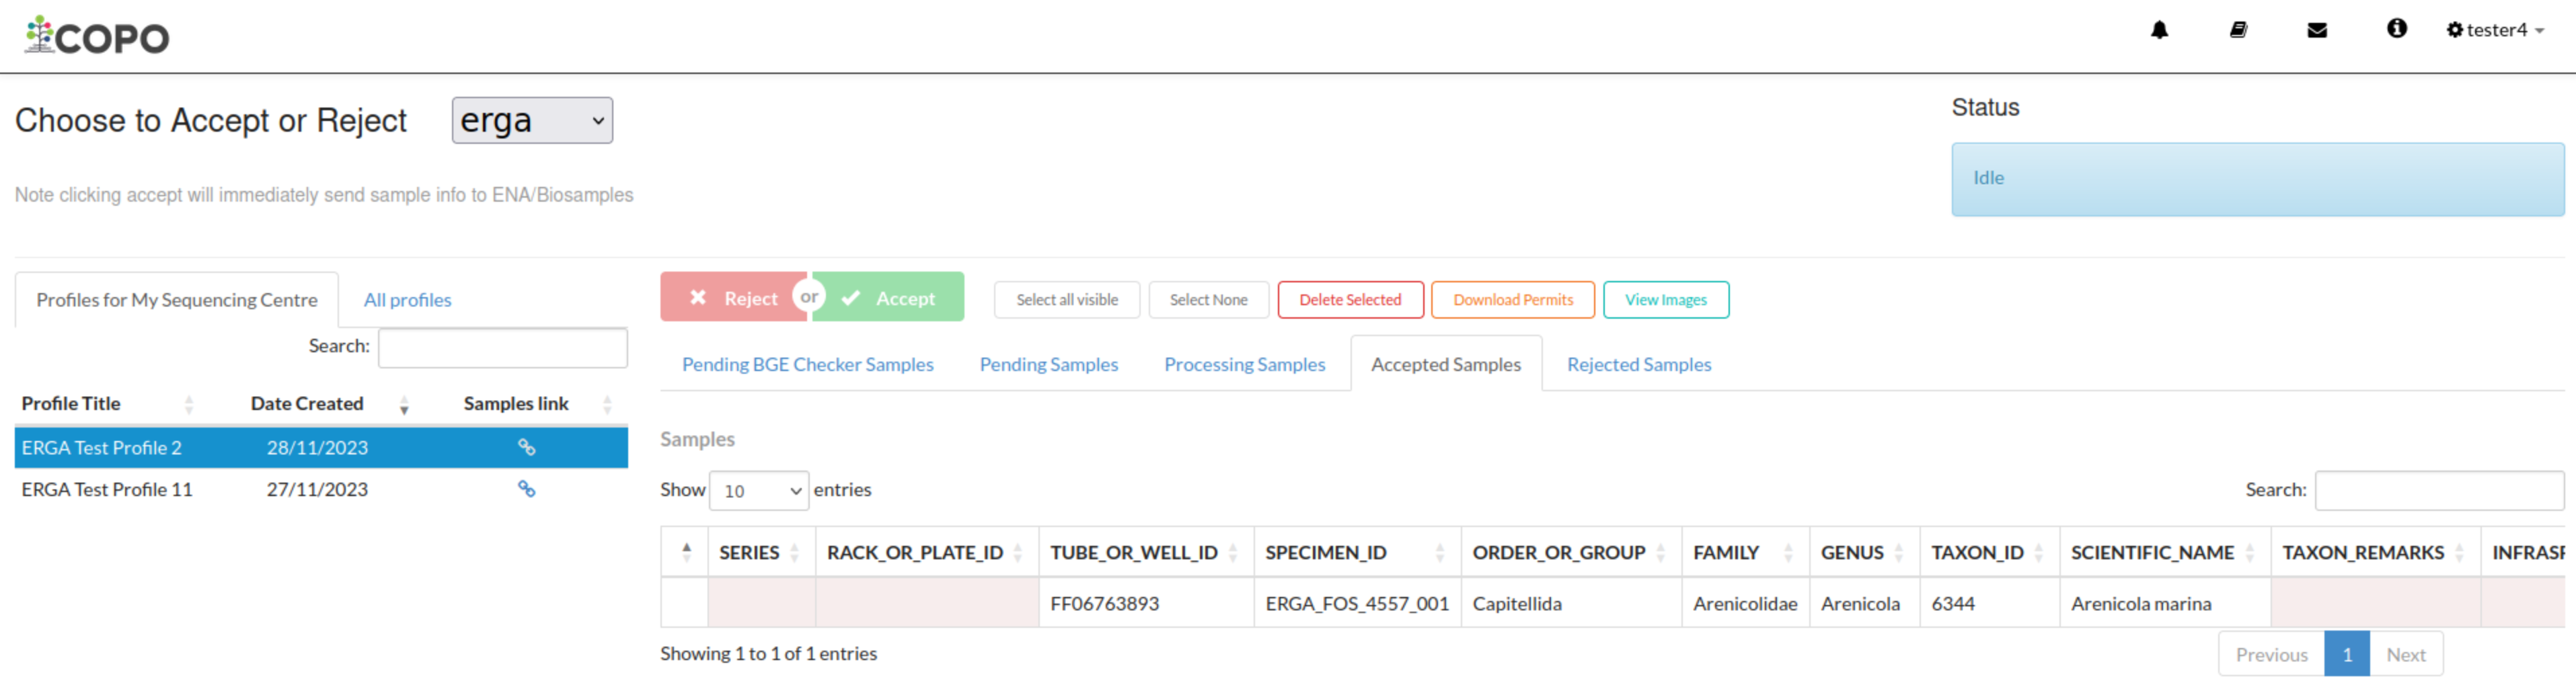 COPO
tester4
Choose to Accept or Reject erga
Status
Idle
Note clicking accept will immediately send sample info to ENA/Biosamples
Profiles for My Sequencing Centre All profiles
Search:
Profile Title Date Created Samples link
ERGA Test Profile 2 28/11/2023
ERGA Test Profile 11 27/11/2023
Reject or Accept Select all visible Select None Delete Selected Download Permits View Images
Pending BGE Checker Samples Pending Samples Processing Samples Accepted Samples Rejected Samples
Samples
Show 10 entries Search:
SERIES RACK_OR_PLATE_ID TUBE_OR_WELL_ID SPECIMEN_ID ORDER_OR_GROUP FAMILY GENUS TAXON_ID SCIENTIFIC_NAME TAXON_REMARKS
FF06763893 ERGA_FOS_4557_001 Capitellida Arenicolidae Arenicola 6344 Arenicola marina
Showing 1 to 1 of 1 entries
Previous 1 Next